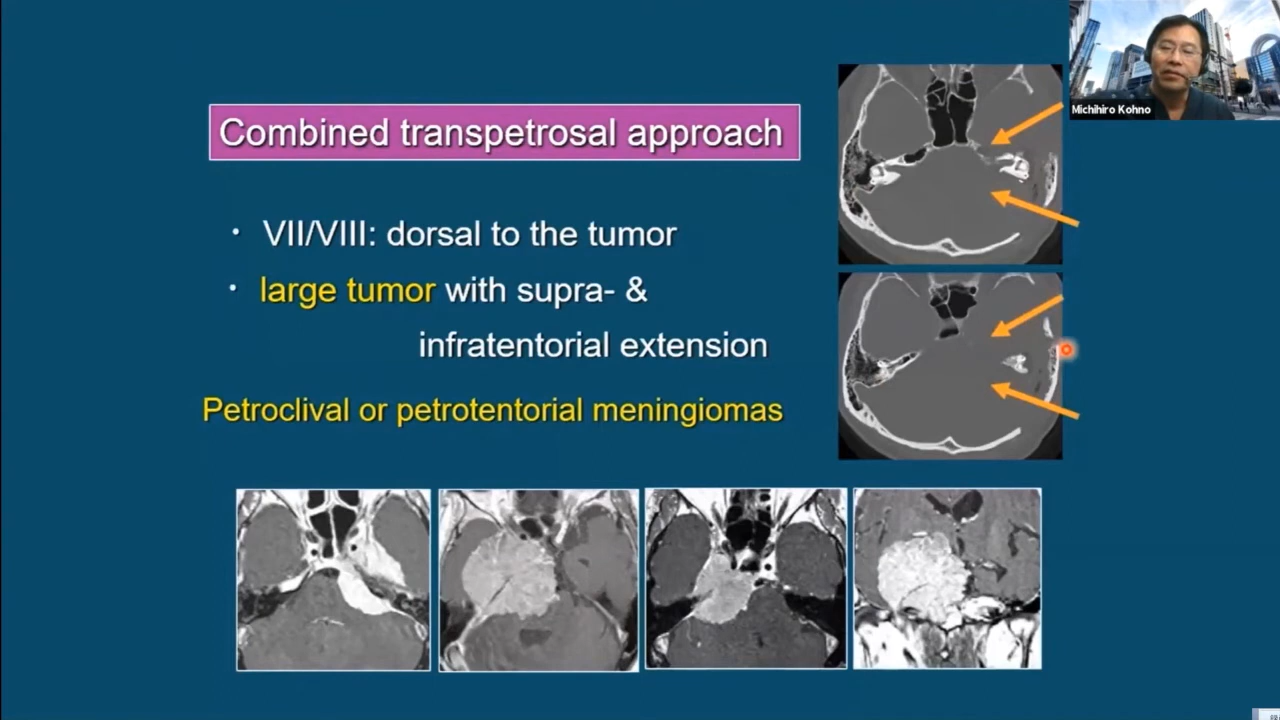 Combined transpetrosal approach
・ VII/VIII: dorsal to the tumor
・ large tumor with supra- &
infratentorial extension
Petroclival or petrotentorial meningiomas
Michihiro Kohno